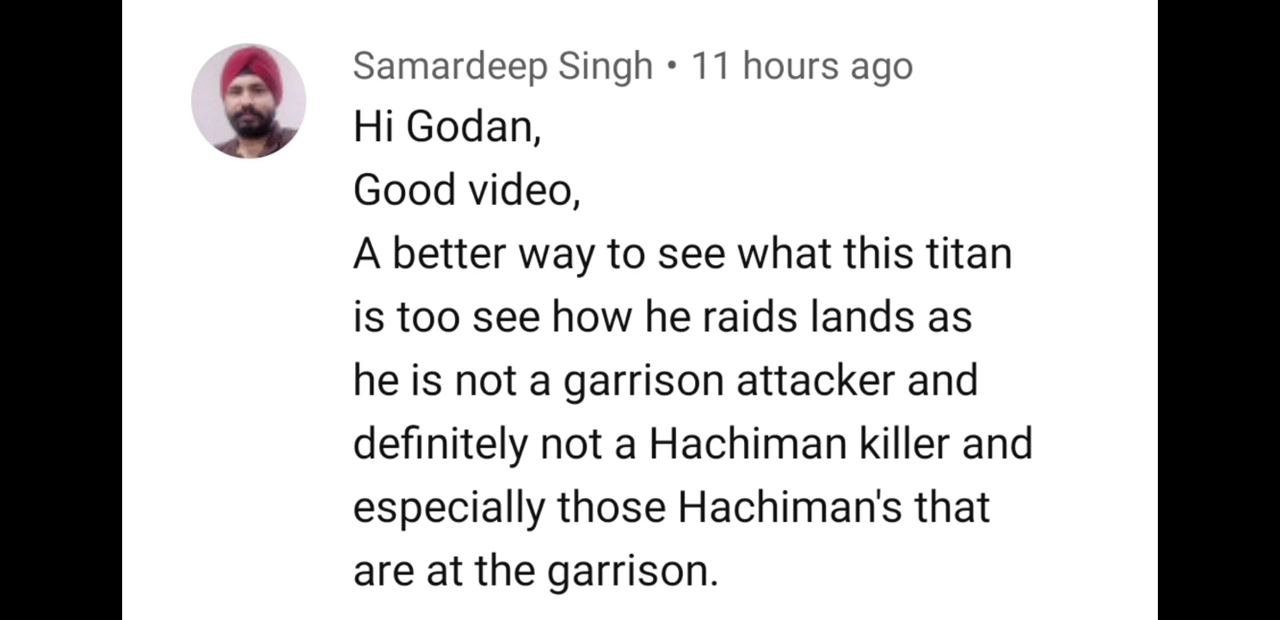 Samardeep Singh • 11 hours ago
Hi Godan,
Good video,
A better way to see what this titan
is too see how he raids lands as
he is not a garrison attacker and
definitely not a Hachiman killer and
especially those Hachiman's that
are at the garrison.